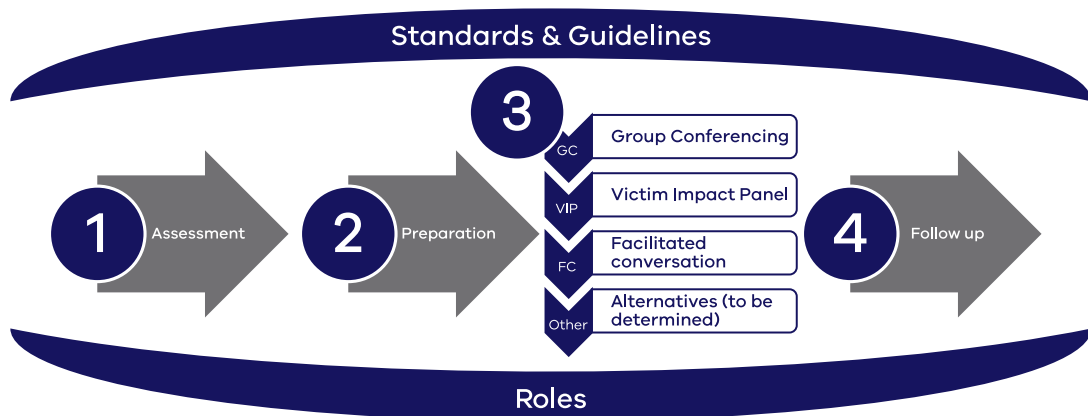 Standards & Guidelines
1
Assessment
2
Preparation
3
GC
Group Conferencing
VIP
Victim Impact Panel
FC
Facilitated
conversation
Other
Alternatives (to be
determined)
4
Follow up
Roles